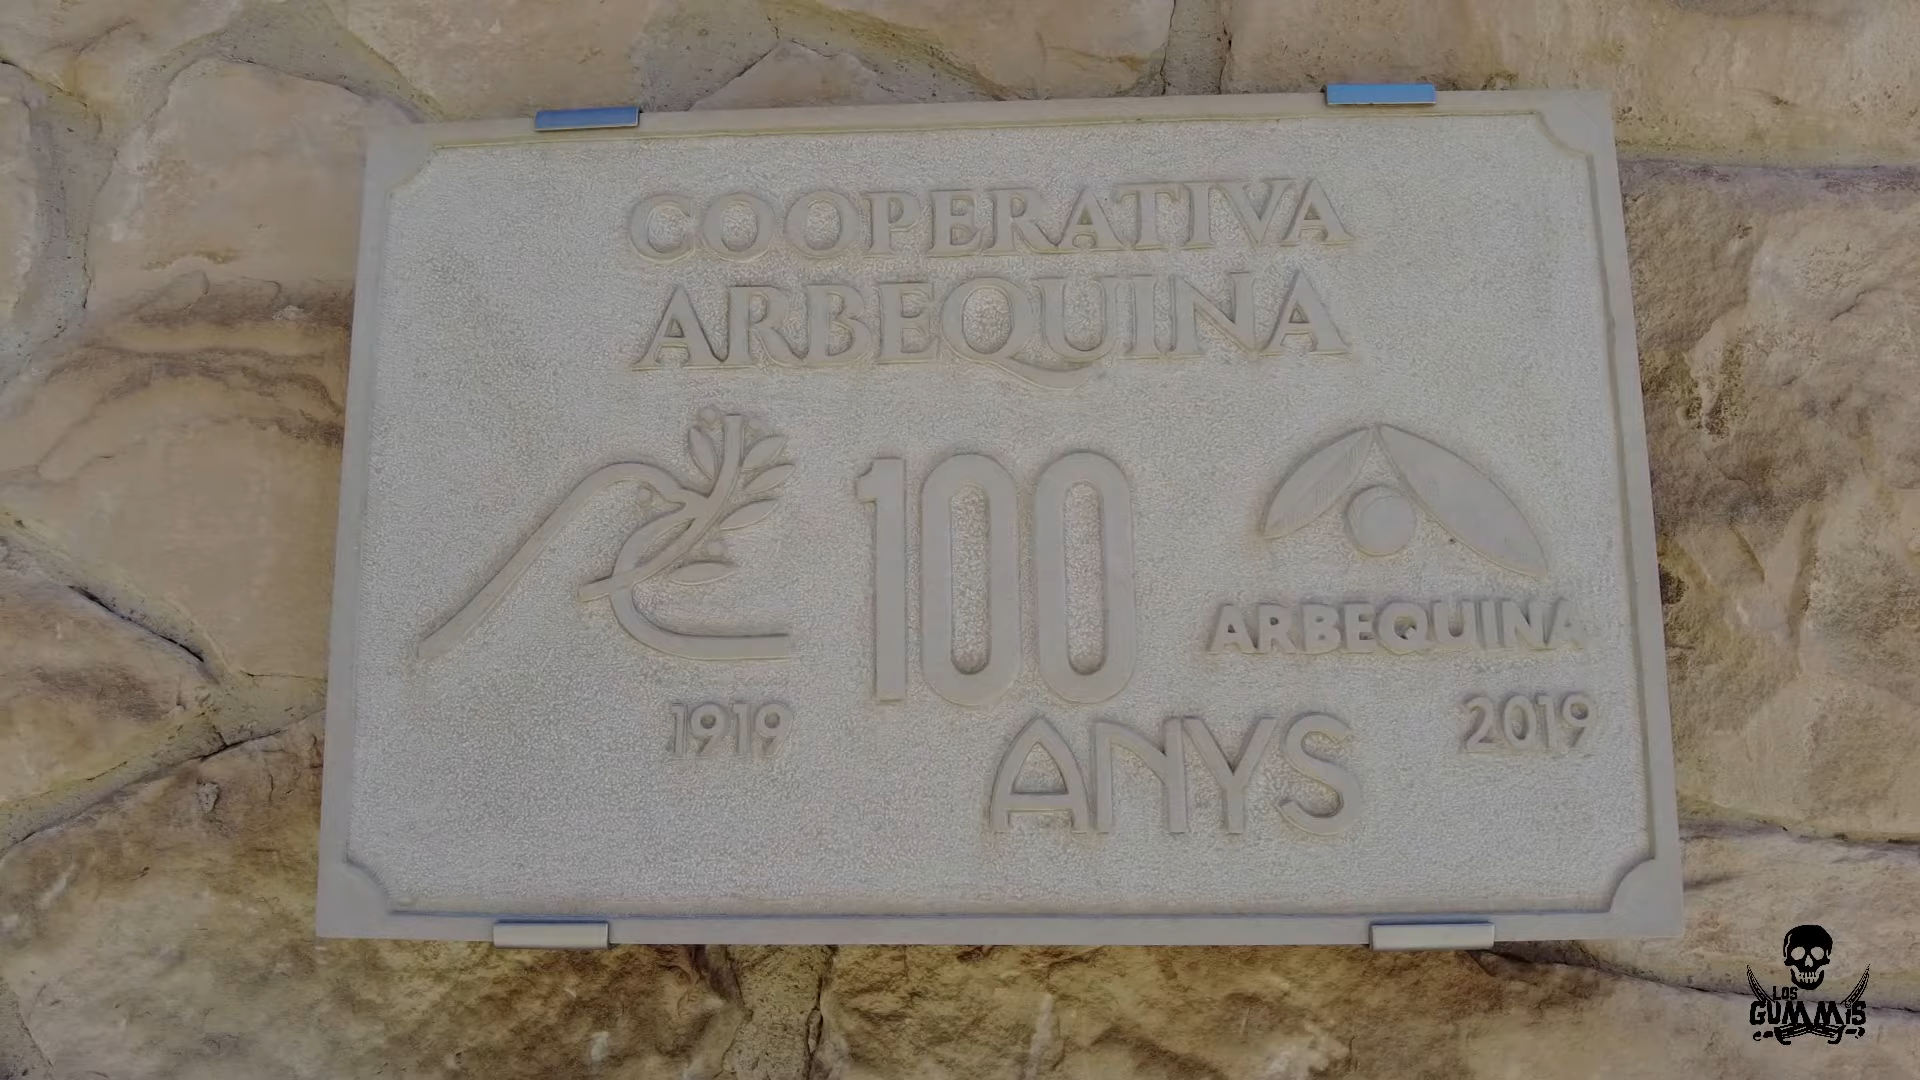 COOPERATIVA
ARBEQUINA
100
ARBEQUINA
1919
ANYS
2019
LOS
GUMMIS